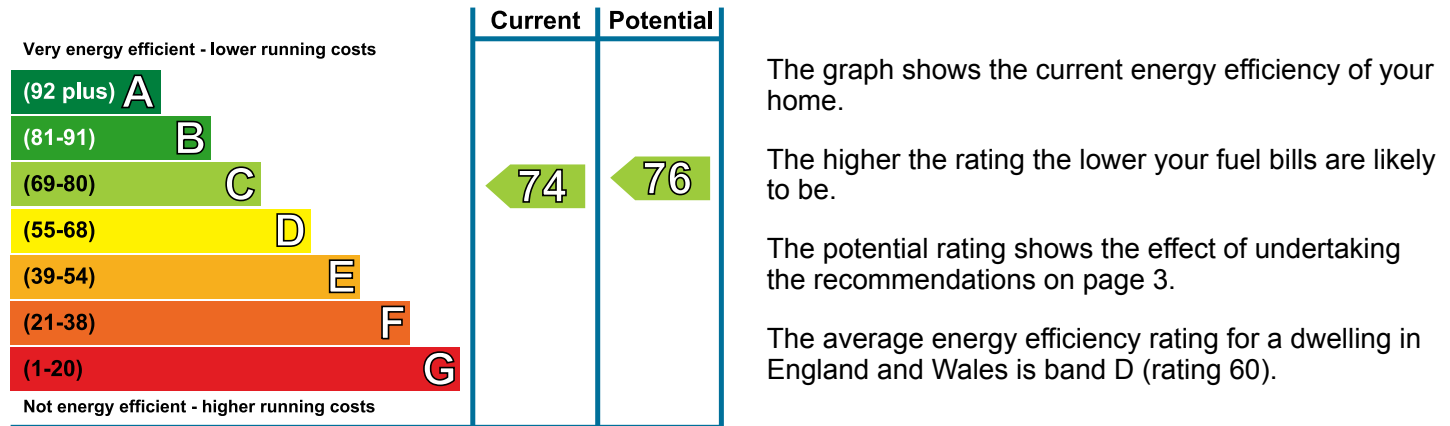 Current Potential
Very energy efficient - lower running costs
(92 plus) A
(81-91) B
(69-80) C
(55-68) D
(39-54) E
(21-38) F
(1-20) G
Not energy efficient - higher running costs
74
76
The graph shows the current energy efficiency of your
home.
The higher the rating the lower your fuel bills are likely
to be.
The potential rating shows the effect of undertaking
the recommendations on page 3.
The average energy efficiency rating for a dwelling in
England and Wales is band D (rating 60).